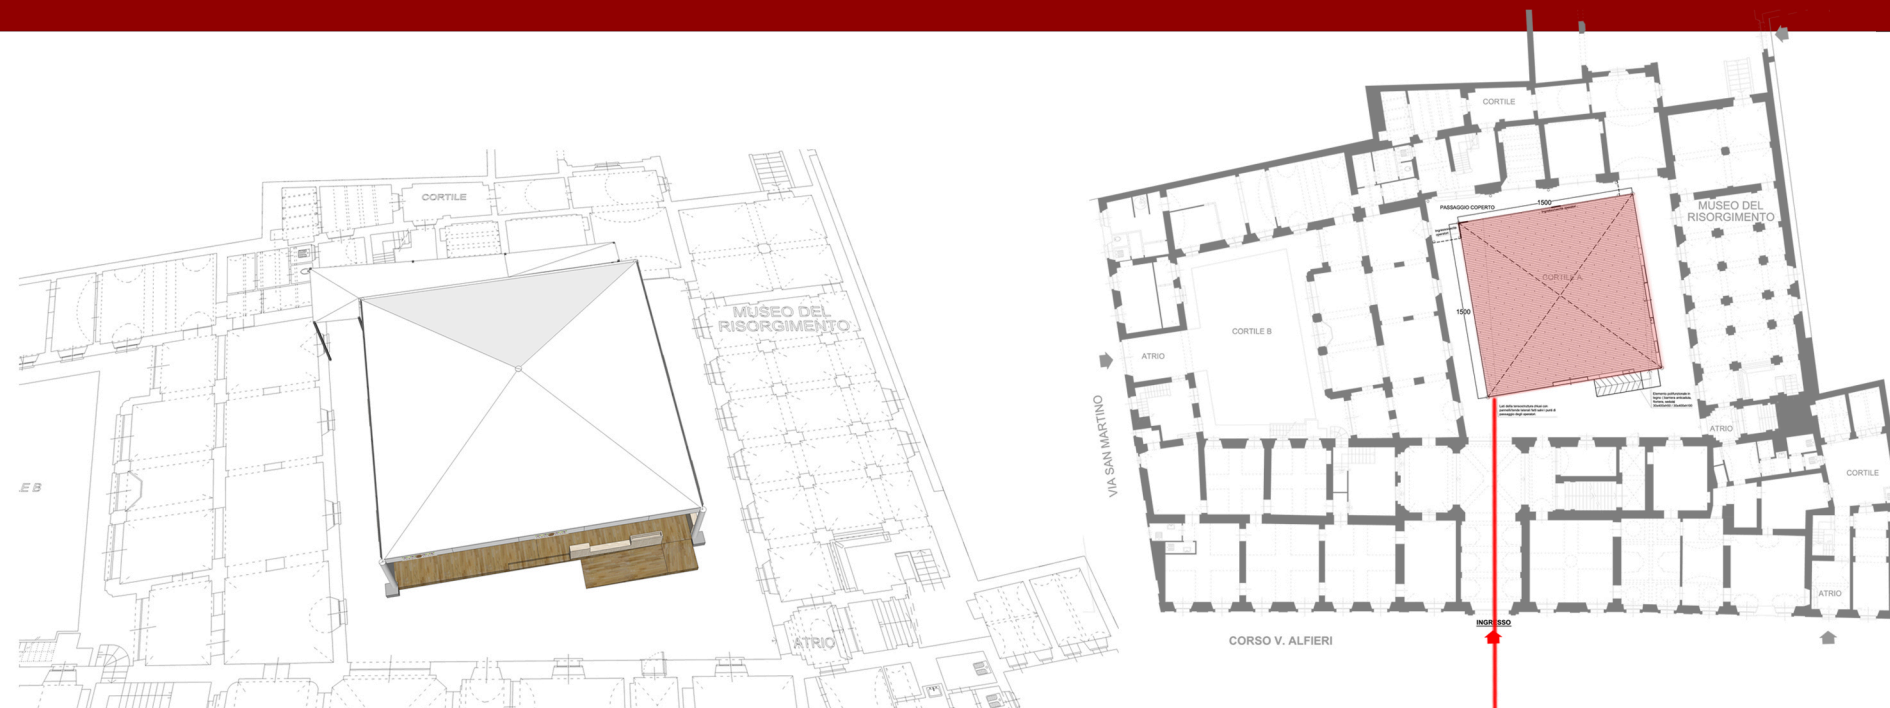 CORTILE
MUSEO DEL
RISORGIMENTO
E B
ATRIO
CORTILE
PASSAGGIO COPERTO
1500
MUSEO DEL
RISORGIMENTO
CORTILE A
1500
CORTILE B
ATRIO
VIA SAN MARTINO
ATRIO
CORTILE
ATRIO
INGRESSO
CORSO V. ALFIERI